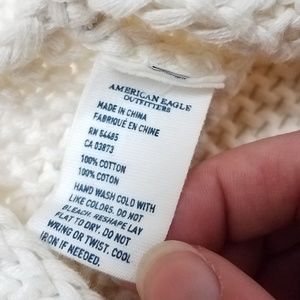 AMERICAN EAGLE
OUTFITTERS
MADE IN CHINA
FABRIQUÉ EN CHINE
RN 54485
CA 03873
100% COTTON
100% COTON
HAND WASH COLD WITH
LIKE COLORS. DO NOT
BLEACH. RESHAPE LAY
FLAT TO DRY. DO NOT
WRING OR TWIST. COOL
IRON IF NEEDED.